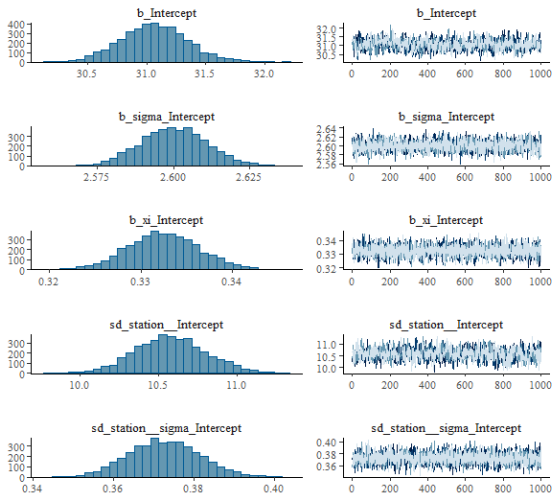 b_Intercept
400
300
200
100
0
30.5 31.0 31.5 32.0
b_Intercept
32.0
31.5
31.0
30.5
0 200 400 600 800 1000
b_sigma_Intercept
300
200
100
0
2.575 2.600 2.625
b_sigma_Intercept
2.64
2.62
2.60
2.58
2.56
0 200 400 600 800 1000
b_xi_Intercept
300
200
100
0
0.32 0.33 0.34
b_xi_Intercept
0.34
0.33
0.32
0 200 400 600 800 1000
sd_station__Intercept
300
200
100
0
10.0 10.5 11.0
sd_station__Intercept
11.0
10.5
10.0
0 200 400 600 800 1000
sd_station__sigma_Intercept
300
200
100
0
0.34 0.36 0.38 0.40
sd_station__sigma_Intercept
0.40
0.38
0.36
0 200 400 600 800 1000